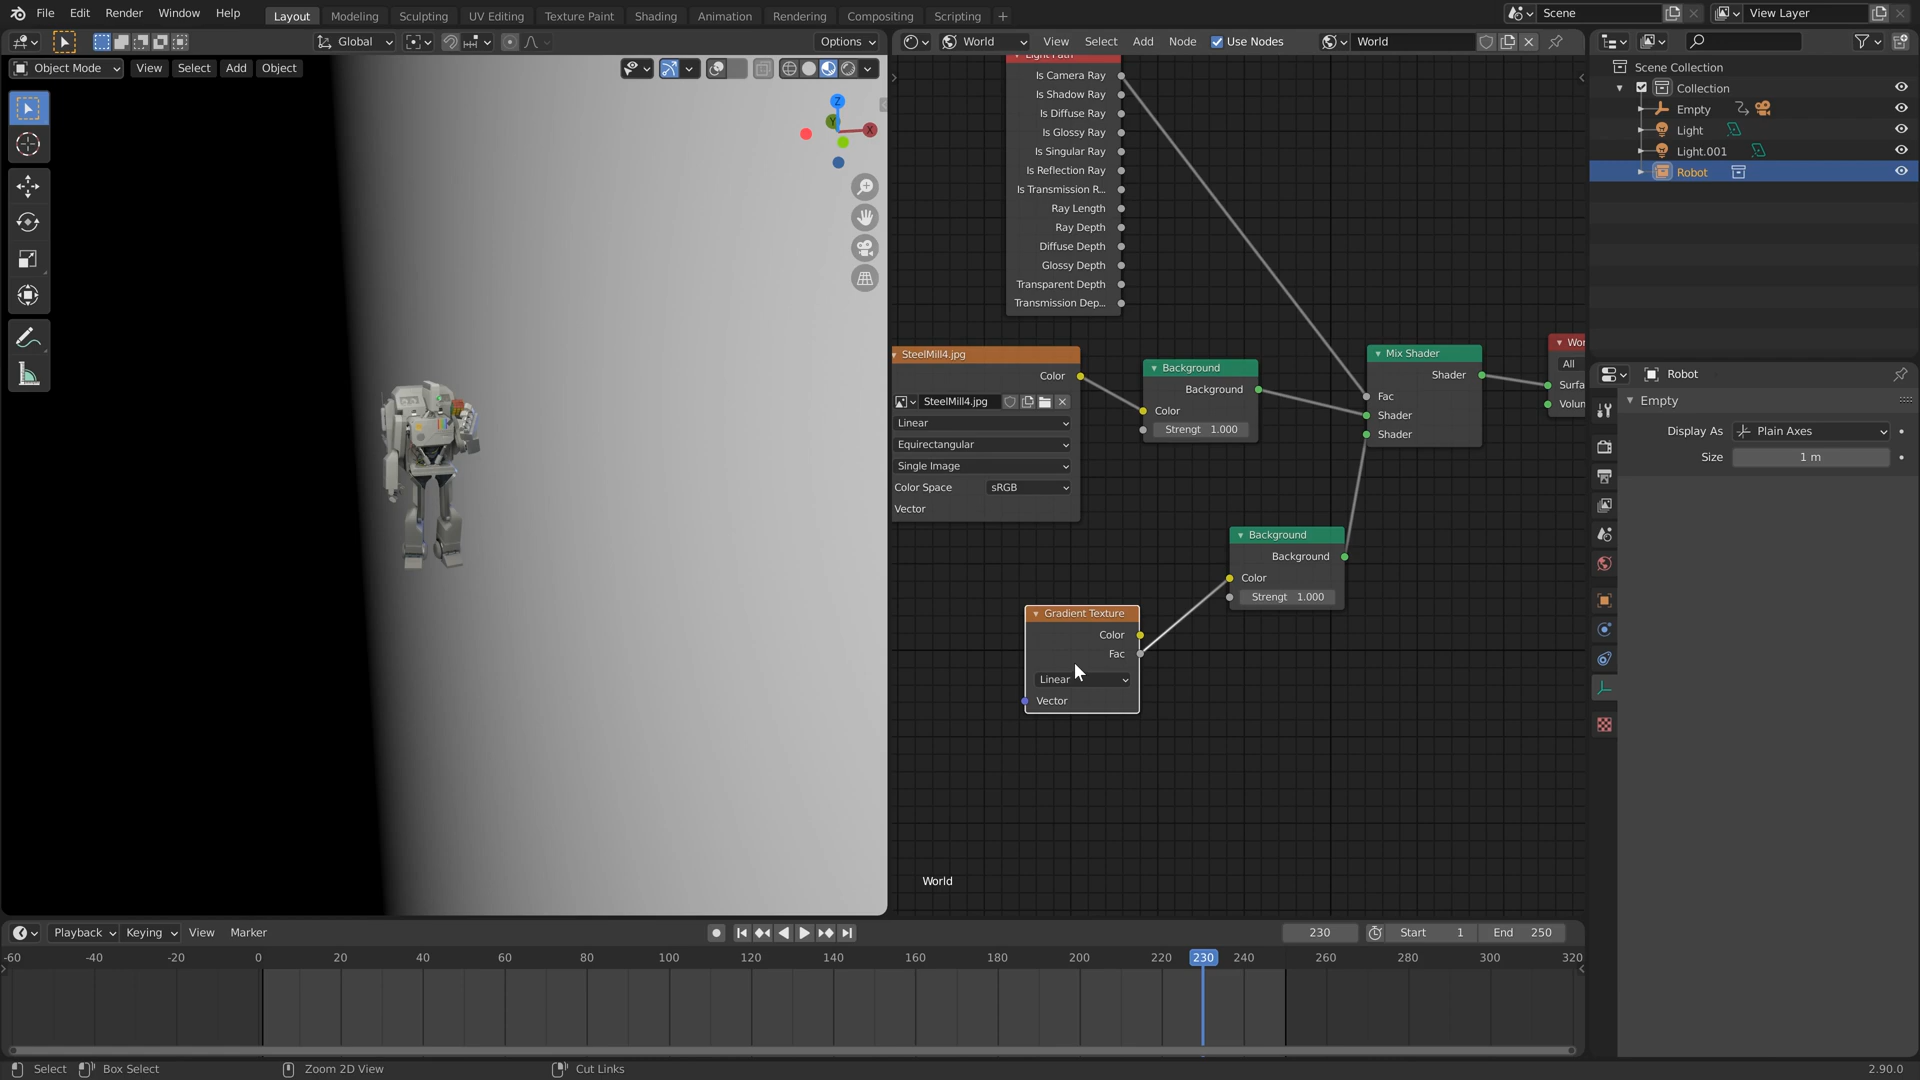 File Edit Render Window Help Layout Modeling Sculpting UV Editing Texture Paint Shading Animation Rendering Compositing Scripting + Scene View Layer
Global Options World View Select Add Node Use Nodes World
Object Mode View Select Add Object
Z
Y
X
Light Path
Is Camera Ray
Is Shadow Ray
Is Diffuse Ray
Is Glossy Ray
Is Singular Ray
Is Reflection Ray
Is Transmission R...
Ray Length
Ray Depth
Diffuse Depth
Glossy Depth
Transparent Depth
Transmission Dep...
SteelMill4.jpg
Color
SteelMill4.jpg
Linear
Equirectangular
Single Image
Color Space sRGB
Vector
Background
Background
Color
Strengt 1.000
Mix Shader
Shader
Fac
Shader
Shader
Wor
All
Surfa
Volun
Background
Background
Color
Strengt 1.000
Gradient Texture
Color
Fac
Linear
Vector
World
Scene Collection
Collection
Empty
Light
Light.001
Robot
Robot
Empty
Display As Plain Axes
Size 1 m
Playback Keying View Marker 230 Start 1 End 250
-60 -40 -20 0 20 40 60 80 100 120 140 160 180 200 220 230 240 260 280 300 320
Select Box Select Zoom 2D View Cut Links 2.90.0